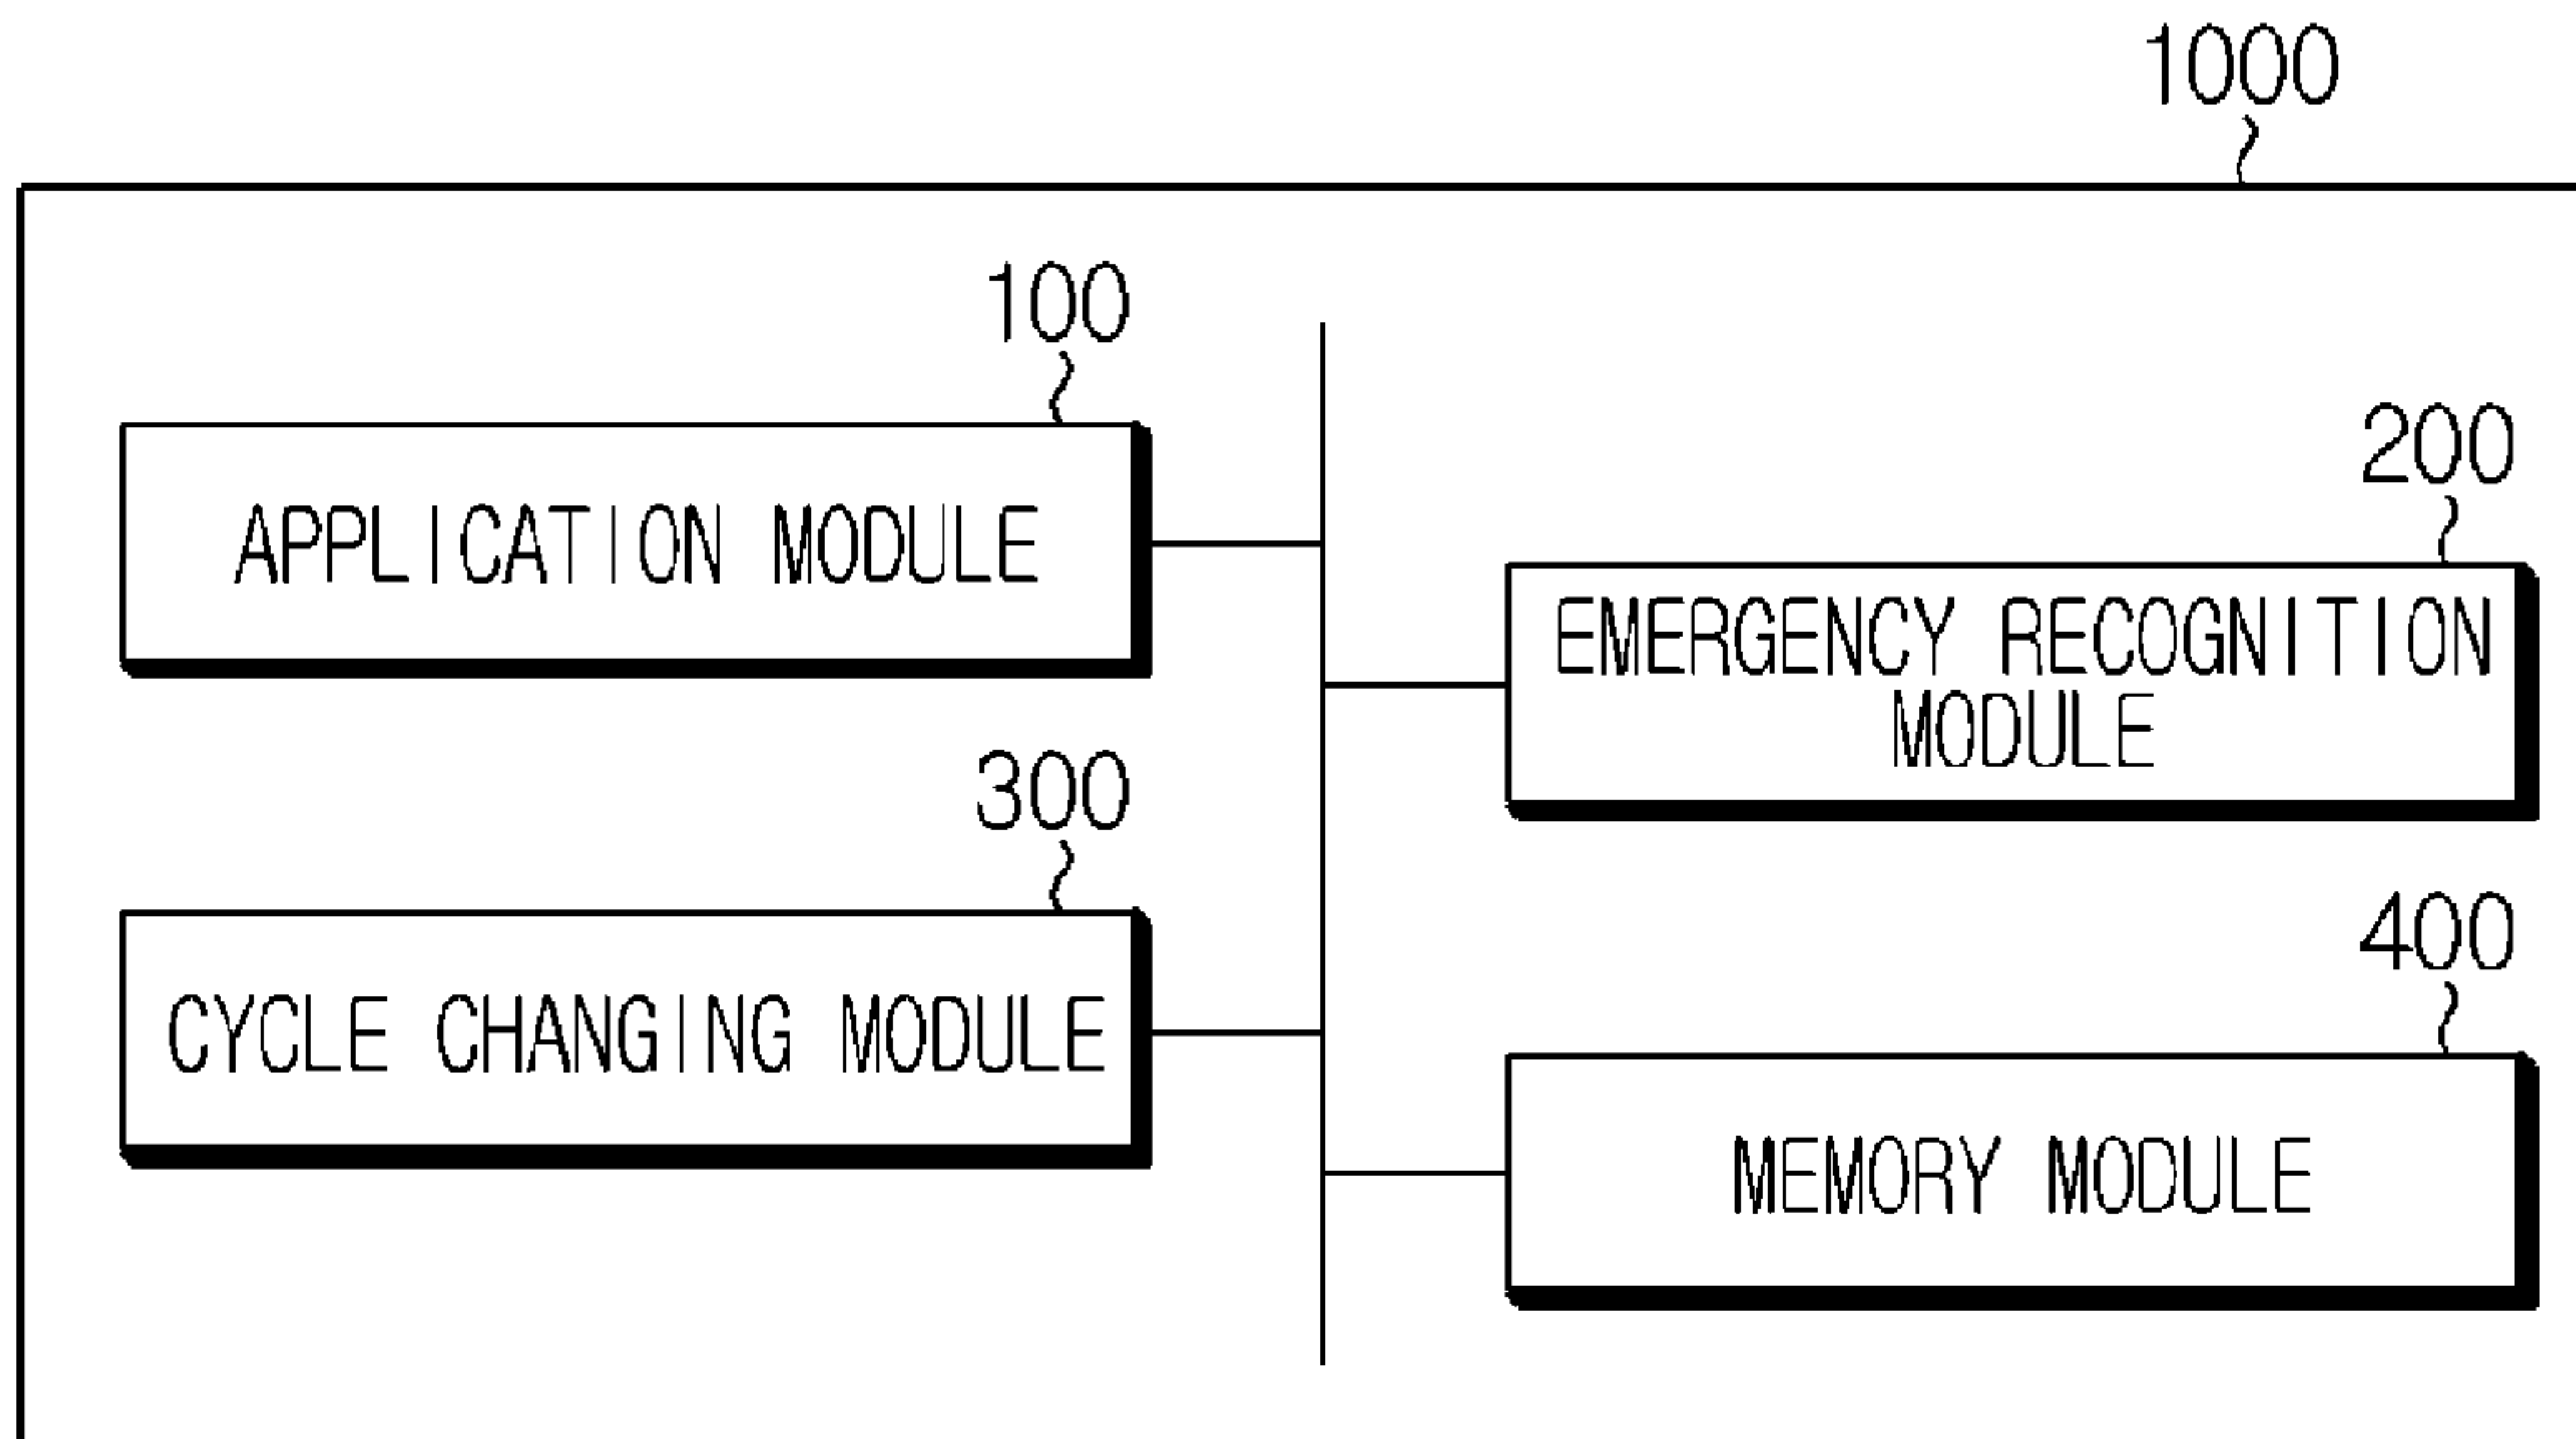 1000
100
APPLICATION MODULE
200
EMERGENCY RECOGNITION
MODULE
300
CYCLE CHANGING MODULE
400
MEMORY MODULE